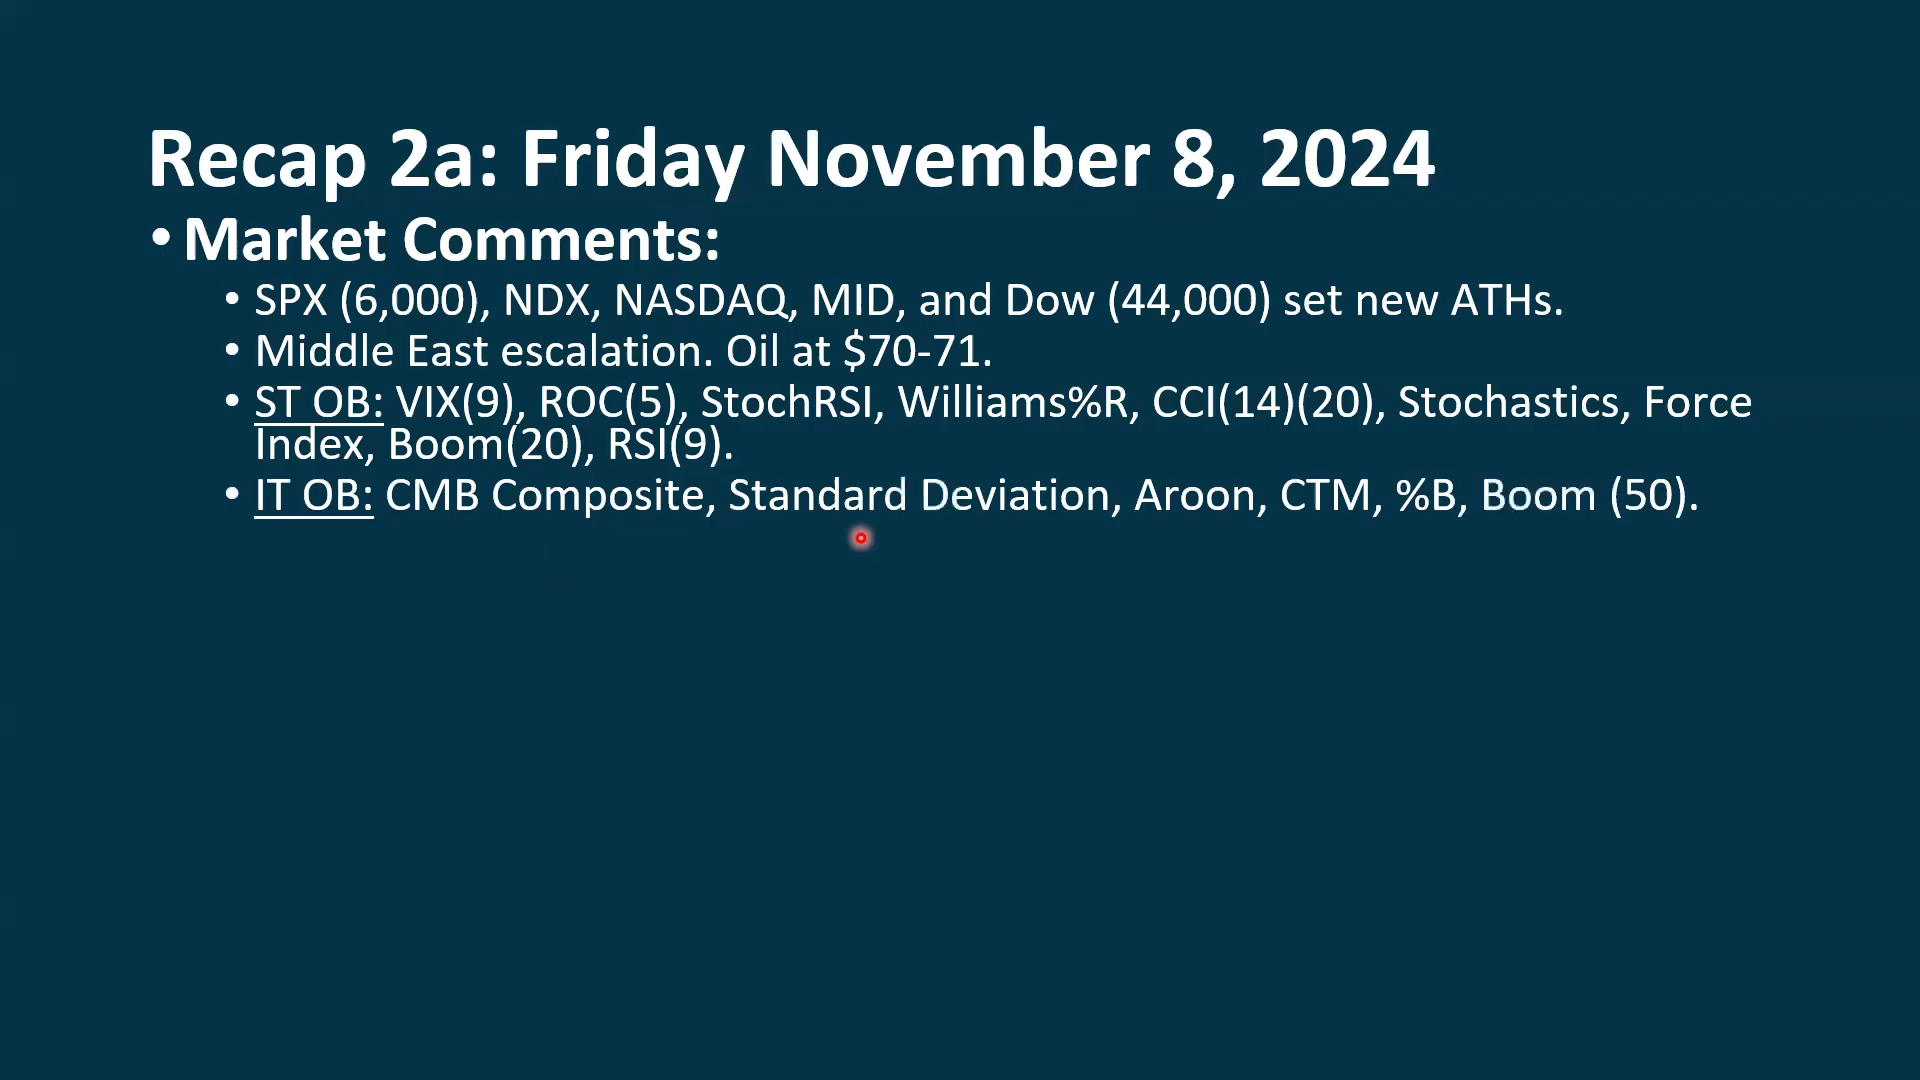 Recap 2a: Friday November 8, 2024
• Market Comments:
• SPX (6,000), NDX, NASDAQ, MID, and Dow (44,000) set new ATHs.
• Middle East escalation. Oil at $70-71.
• ST OB: VIX(9), ROC(5), StochRSI, Williams%R, CCI(14)(20), Stochastics, Force
Index, Boom(20), RSI(9).
• IT OB: CMB Composite, Standard Deviation, Aroon, CTM, %B, Boom (50).